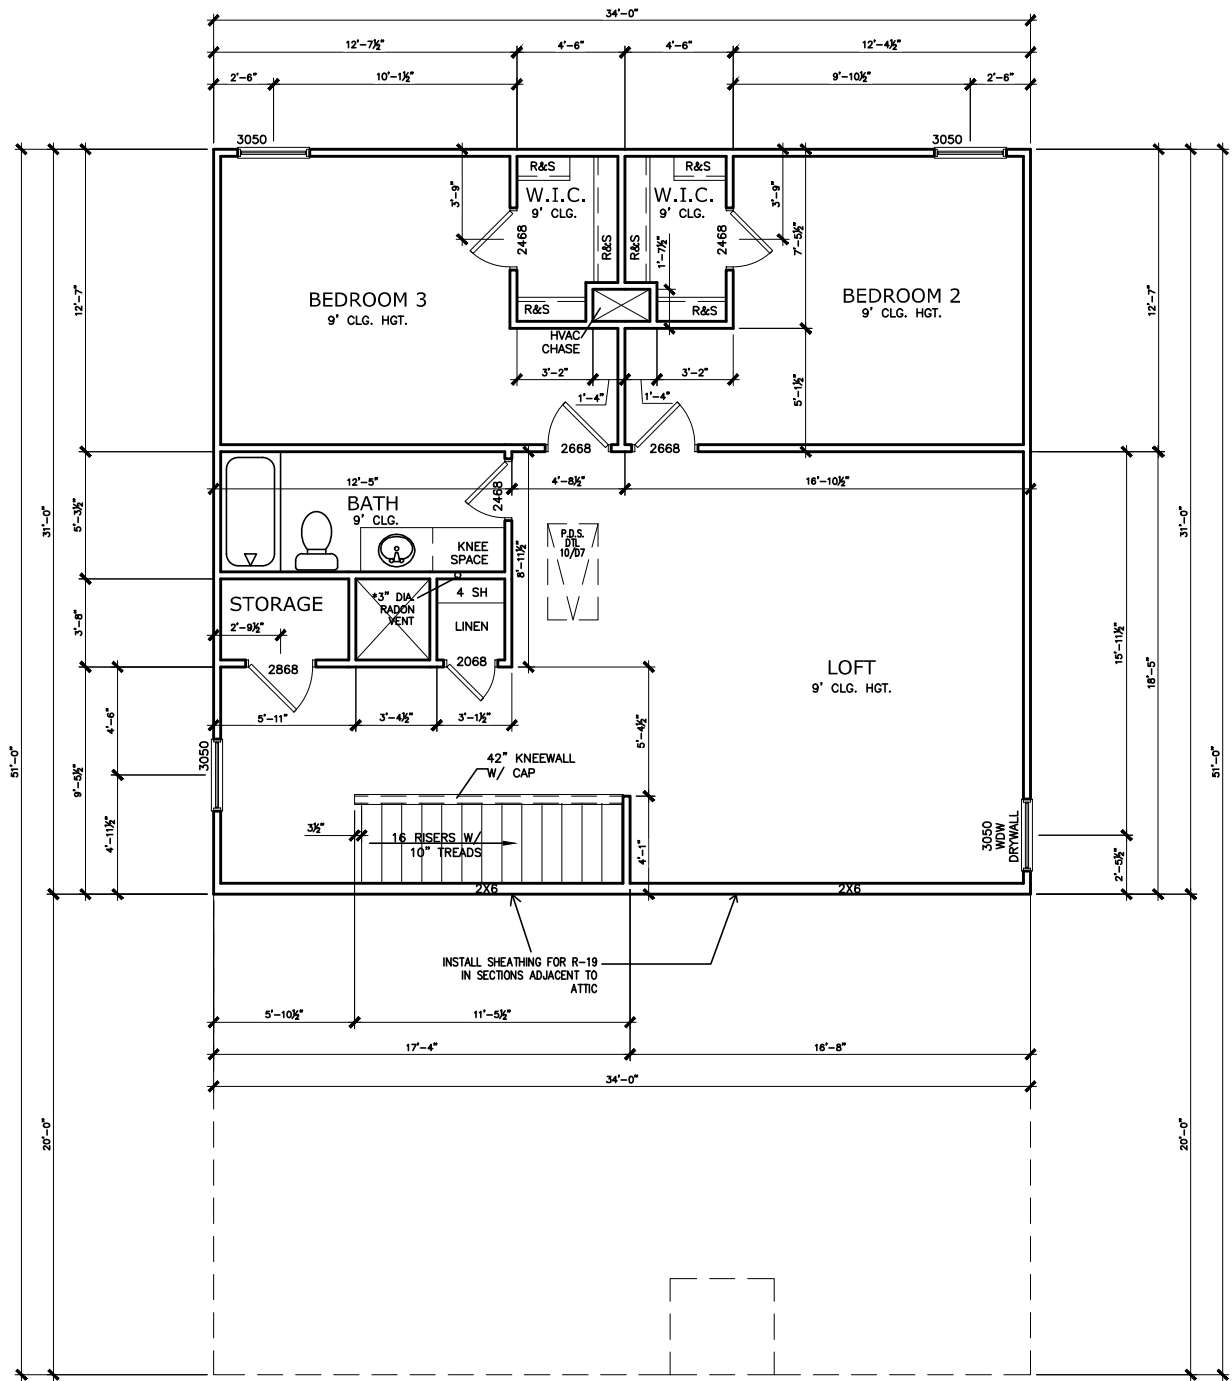 34'-0"
12'-7½"
4'-6"
4'-6"
12'-4½"
2'-6"
10'-1½"
9'-10½"
2'-6"
3050
3050
R&S
R&S
W.I.C.
9' CLG.
W.I.C.
9' CLG.
3'-9"
3'-9"
2468
2468
R&S
R&S
1'-7½"
7'-5½"
BEDROOM 3
9' CLG. HGT.
BEDROOM 2
9' CLG. HGT.
R&S
R&S
12'-7"
12'-7"
HVAC
CHASE
3'-2"
3'-2"
1'-4"
1'-4"
5'-1½"
2668
2668
12'-5"
4'-8½"
16'-10½"
2468
BATH
9' CLG.
5'-3½"
31'-0"
31'-0"
KNEE
SPACE
P.D.S.
DTL
10/D7
8'-11½"
*3" DIA.
RADON
VENT
4 SH
STORAGE
2'-9½"
3'-8"
LINEN
2868
2068
LOFT
9' CLG. HGT.
15'-11½"
18'-5"
5'-11"
3'-4½"
3'-1½"
4'-6"
5'-4½"
3050
42" KNEEWALL
W/ CAP
51'-0"
51'-0"
9'-5½"
4'-11½"
3½"
16 RISERS W/
10" TREADS
4'-1"
3050
WDW
DRYWALL
2'-5½"
2X6
2X6
INSTALL SHEATHING FOR R-19
IN SECTIONS ADJACENT TO
ATTIC
5'-10½"
11'-5½"
17'-4"
16'-8"
34'-0"
20'-0"
20'-0"